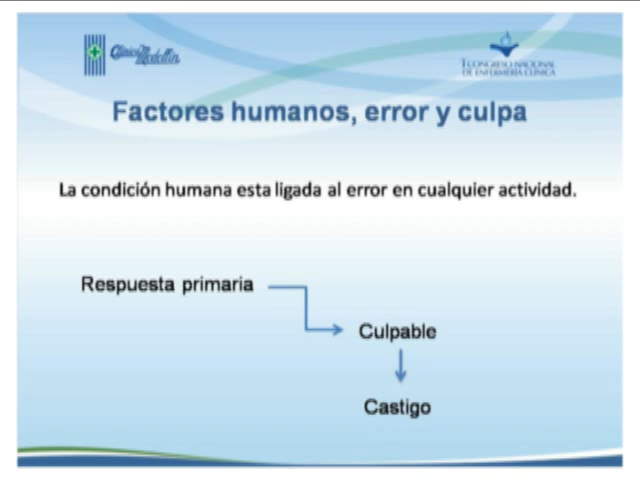 Clínica Medellín
I CONGRESO NACIONAL
DE ENFERMERÍA CLÍNICA
Factores humanos, error y culpa
La condición humana esta ligada al error en cualquier actividad.
Respuesta primaria
Culpable
Castigo